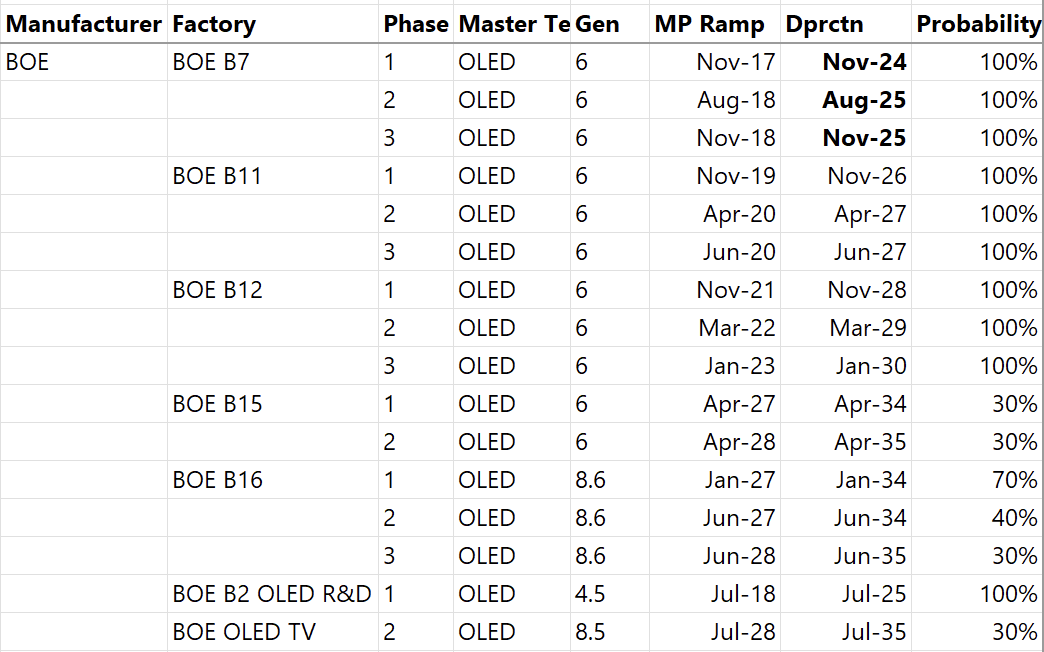 Manufacturer Factory Phase Master Te Gen MP Ramp Dprctn Probability
BOE BOE B7 1 OLED 6 Nov-17 Nov-24 100%
2 OLED 6 Aug-18 Aug-25 100%
3 OLED 6 Nov-18 Nov-25 100%
BOE B11 1 OLED 6 Nov-19 Nov-26 100%
2 OLED 6 Apr-20 Apr-27 100%
3 OLED 6 Jun-20 Jun-27 100%
BOE B12 1 OLED 6 Nov-21 Nov-28 100%
2 OLED 6 Mar-22 Mar-29 100%
3 OLED 6 Jan-23 Jan-30 100%
BOE B15 1 OLED 6 Apr-27 Apr-34 30%
2 OLED 6 Apr-28 Apr-35 30%
BOE B16 1 OLED 8.6 Jan-27 Jan-34 70%
2 OLED 8.6 Jun-27 Jun-34 40%
3 OLED 8.6 Jun-28 Jun-35 30%
BOE B2 OLED R&D 1 OLED 4.5 Jul-18 Jul-25 100%
BOE OLED TV 2 OLED 8.5 Jul-28 Jul-35 30%